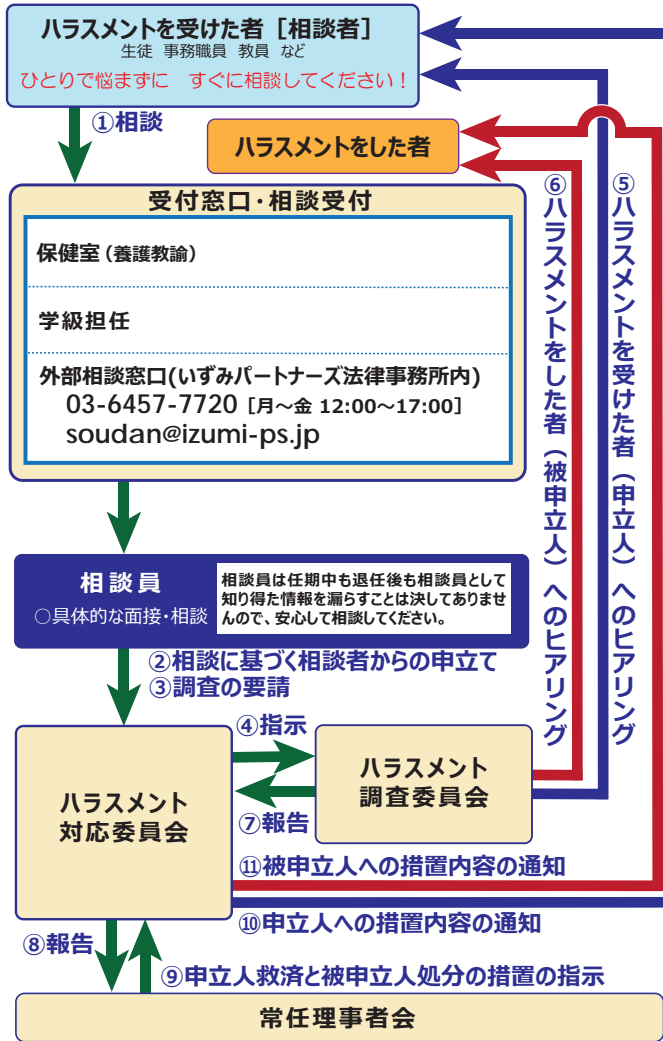 ハラスメントを受けた者［相談者］
生徒 事務職員 教員 など
ひとりで悩まずに　すぐに相談してください！
①相談
ハラスメントをした者
受付窓口・相談受付
保健室（養護教諭）
学級担任
外部相談窓口(いずみパートナーズ法律事務所内)
03-6457-7720［月～金 12:00～17:00］
soudan@izumi-ps.jp
⑥ハラスメントをした者（被申立人）へのヒアリング
⑤ハラスメントを受けた者（申立人）へのヒアリング
相談員
○具体的な面接・相談
相談員は任期中も退任後も相談員として
知り得た情報を漏らすことは決してありませ
んので、安心して相談してください。
②相談に基づく相談者からの申立て
③調査の要請
④指示
ハラスメント
対応委員会
ハラスメント
調査委員会
⑦報告
⑪被申立人への措置内容の通知
⑩申立人への措置内容の通知
⑧報告
⑨申立人救済と被申立人処分の措置の指示
常任理事者会